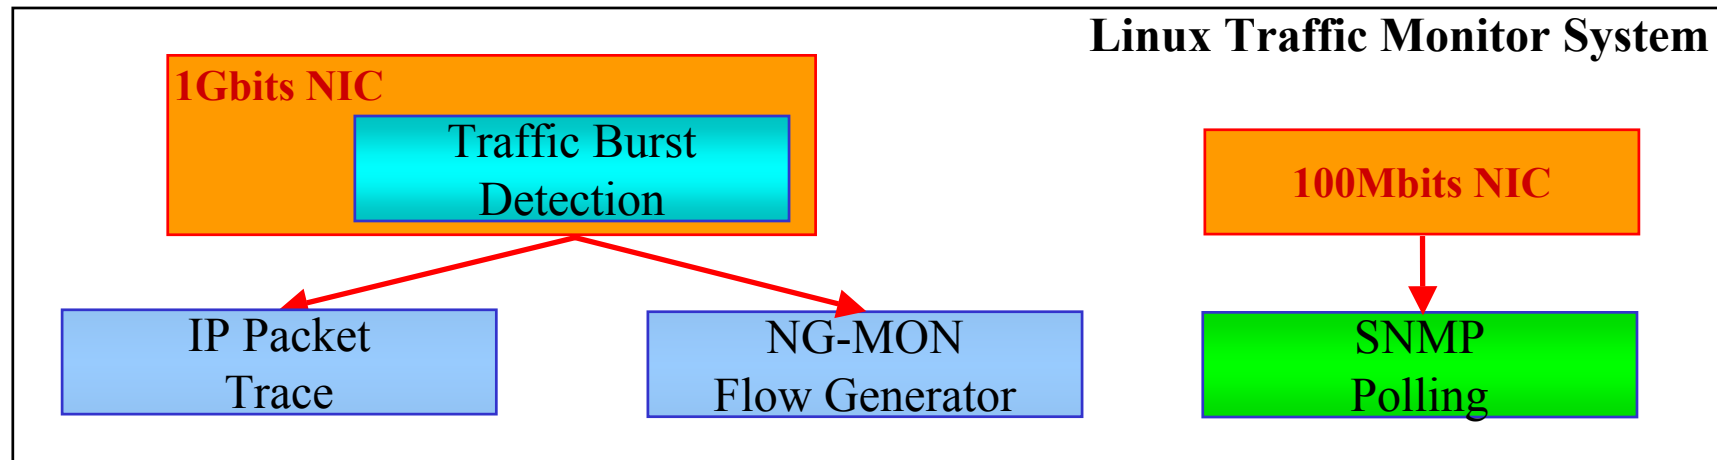 Linux Traffic Monitor System
1Gbits NIC
Traffic Burst
Detection
100Mbits NIC
IP Packet
Trace
NG-MON
Flow Generator
SNMP
Polling